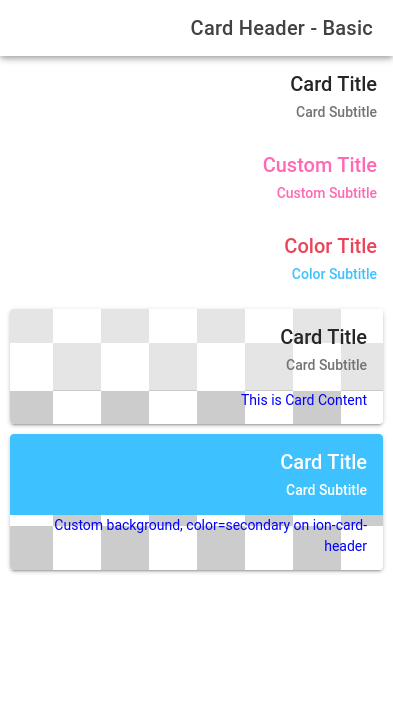 Card Header - Basic
Card Title
Card Subtitle
Custom Title
Custom Subtitle
Color Title
Color Subtitle
Card Title
Card Subtitle
This is Card Content
Card Title
Card Subtitle
Custom background, color=secondary on ion-card-
header